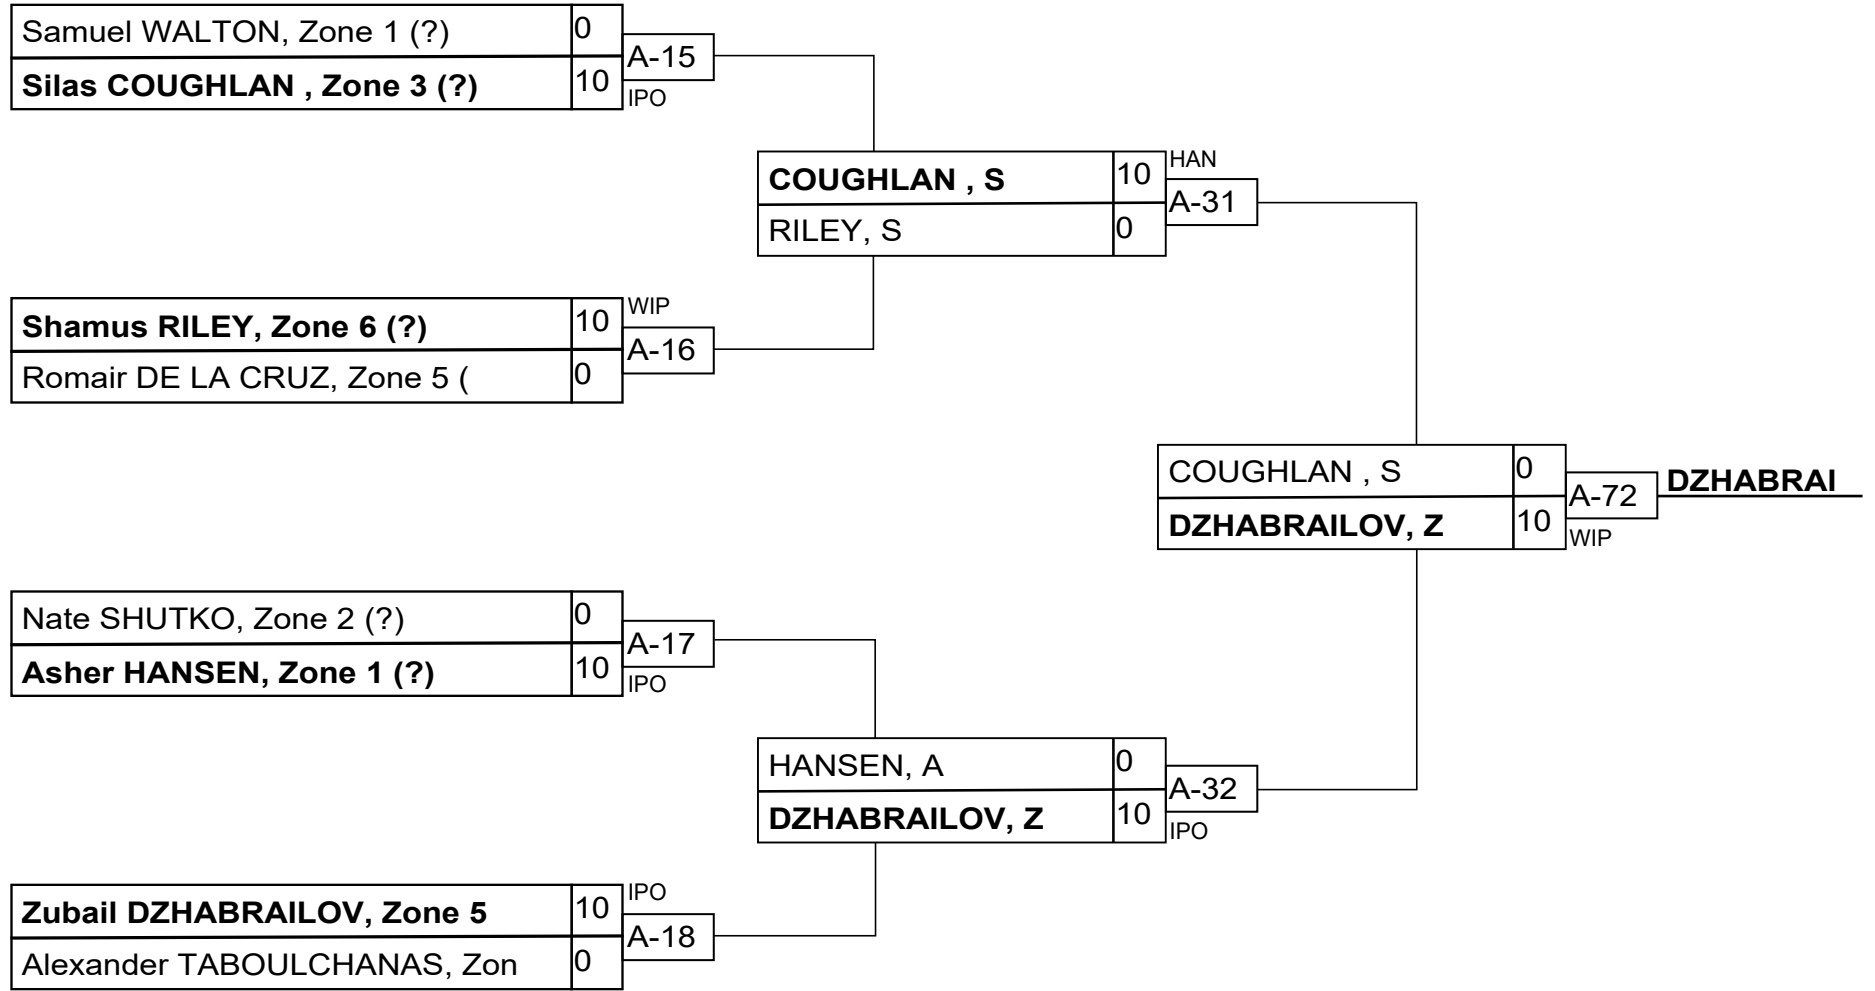 Samuel WALTON, Zone 1 (?) 0
A-15
Silas COUGHLAN , Zone 3 (?) 10
IPO
COUGHLAN , S 10
HAN
A-31
RILEY, S 0
Shamus RILEY, Zone 6 (?) 10
WIP
A-16
Romair DE LA CRUZ, Zone 5 ( 0
COUGHLAN , S 0
A-72
DZHABRAI
DZHABRAILOV, Z 10
WIP
Nate SHUTKO, Zone 2 (?) 0
A-17
Asher HANSEN, Zone 1 (?) 10
IPO
HANSEN, A 0
A-32
DZHABRAILOV, Z 10
IPO
Zubail DZHABRAILOV, Zone 5 10
IPO
A-18
Alexander TABOULCHANAS, Zon 0